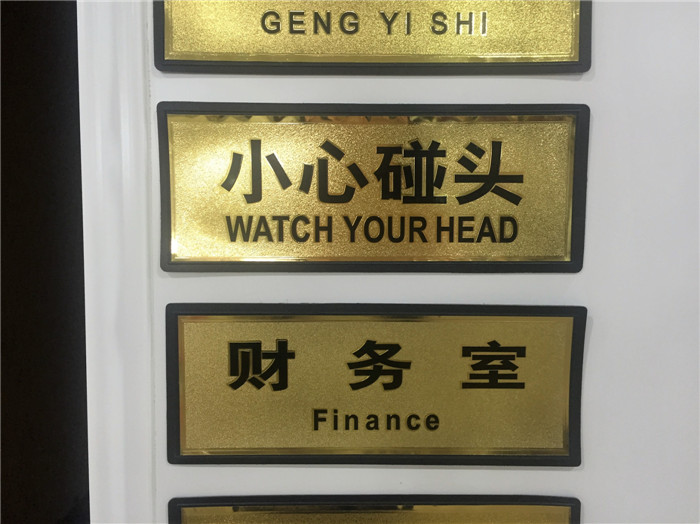 GENG YI SHI
小心碰头
WATCH YOUR HEAD
财务室
Finance